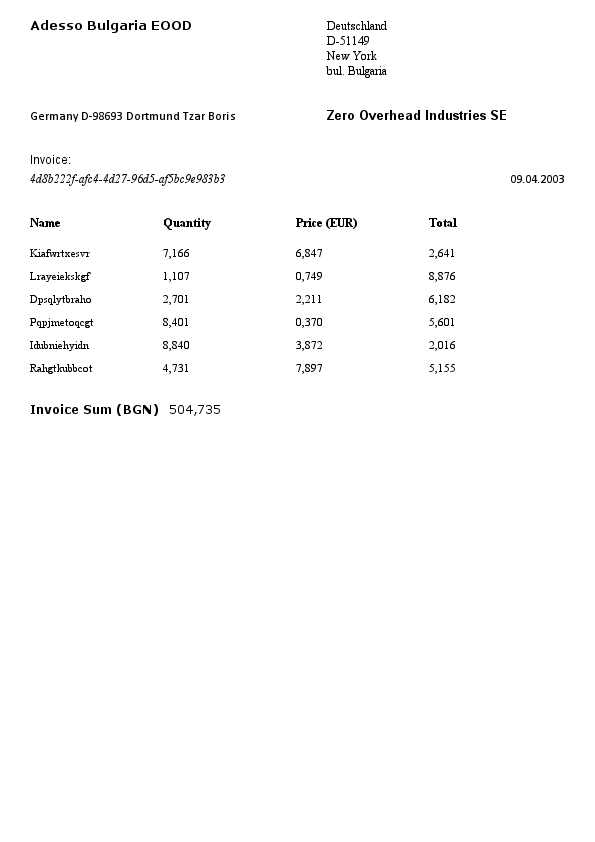 Adesso Bulgaria EOOD
Deutschland
D-51149
New York
bul. Bulgaria
Germany D-98693 Dortmund Tzar Boris
Zero Overhead Industries SE
Invoice:
4d8b222f-afc4-4d27-96d5-af5bc9e983b3 09.04.2003
Name Quantity Price (EUR) Total
Kiafwrtxesvr 7,166 6,847 2,641
Lrayeiekskgf 1,107 0,749 8,876
Dpsqlytbraho 2,701 2,211 6,182
Pqpjmetoqcgt 8,401 0,370 5,601
Idubniehyidn 8,840 3,872 2,016
Rahgtkubbcot 4,731 7,897 5,155
Invoice Sum (BGN) 504,735